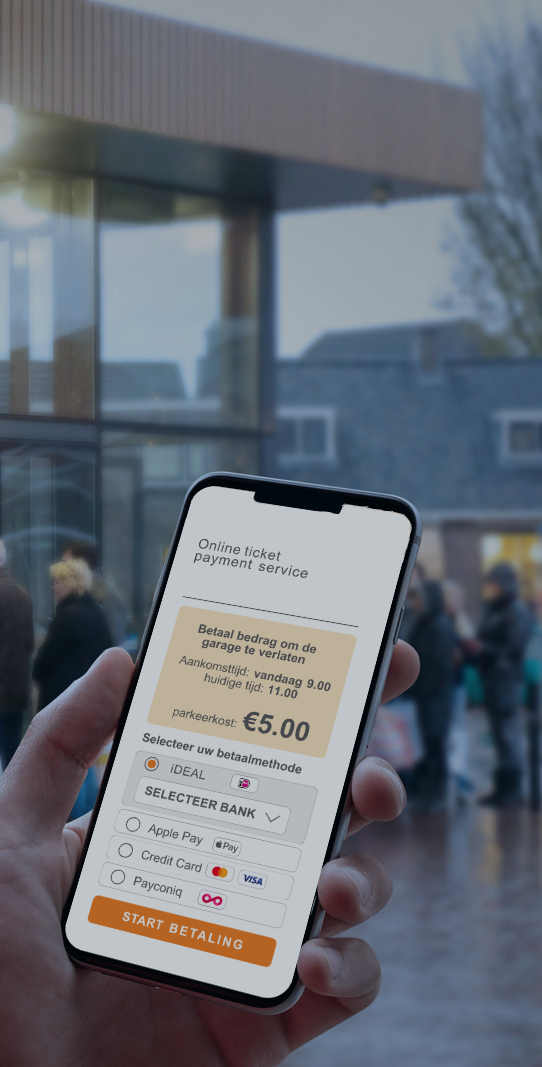 Online ticket
payment service
Betaal bedrag om de
garage te verlaten
Aankomsttijd: vandaag 9.00
huidige tijd: 11.00
parkeerkost: €5.00
Selecteer uw betaalmethode
iDEAL
SELECTEER BANK
Apple Pay Pay
Credit Card VISA
Payconiq
START BETALING